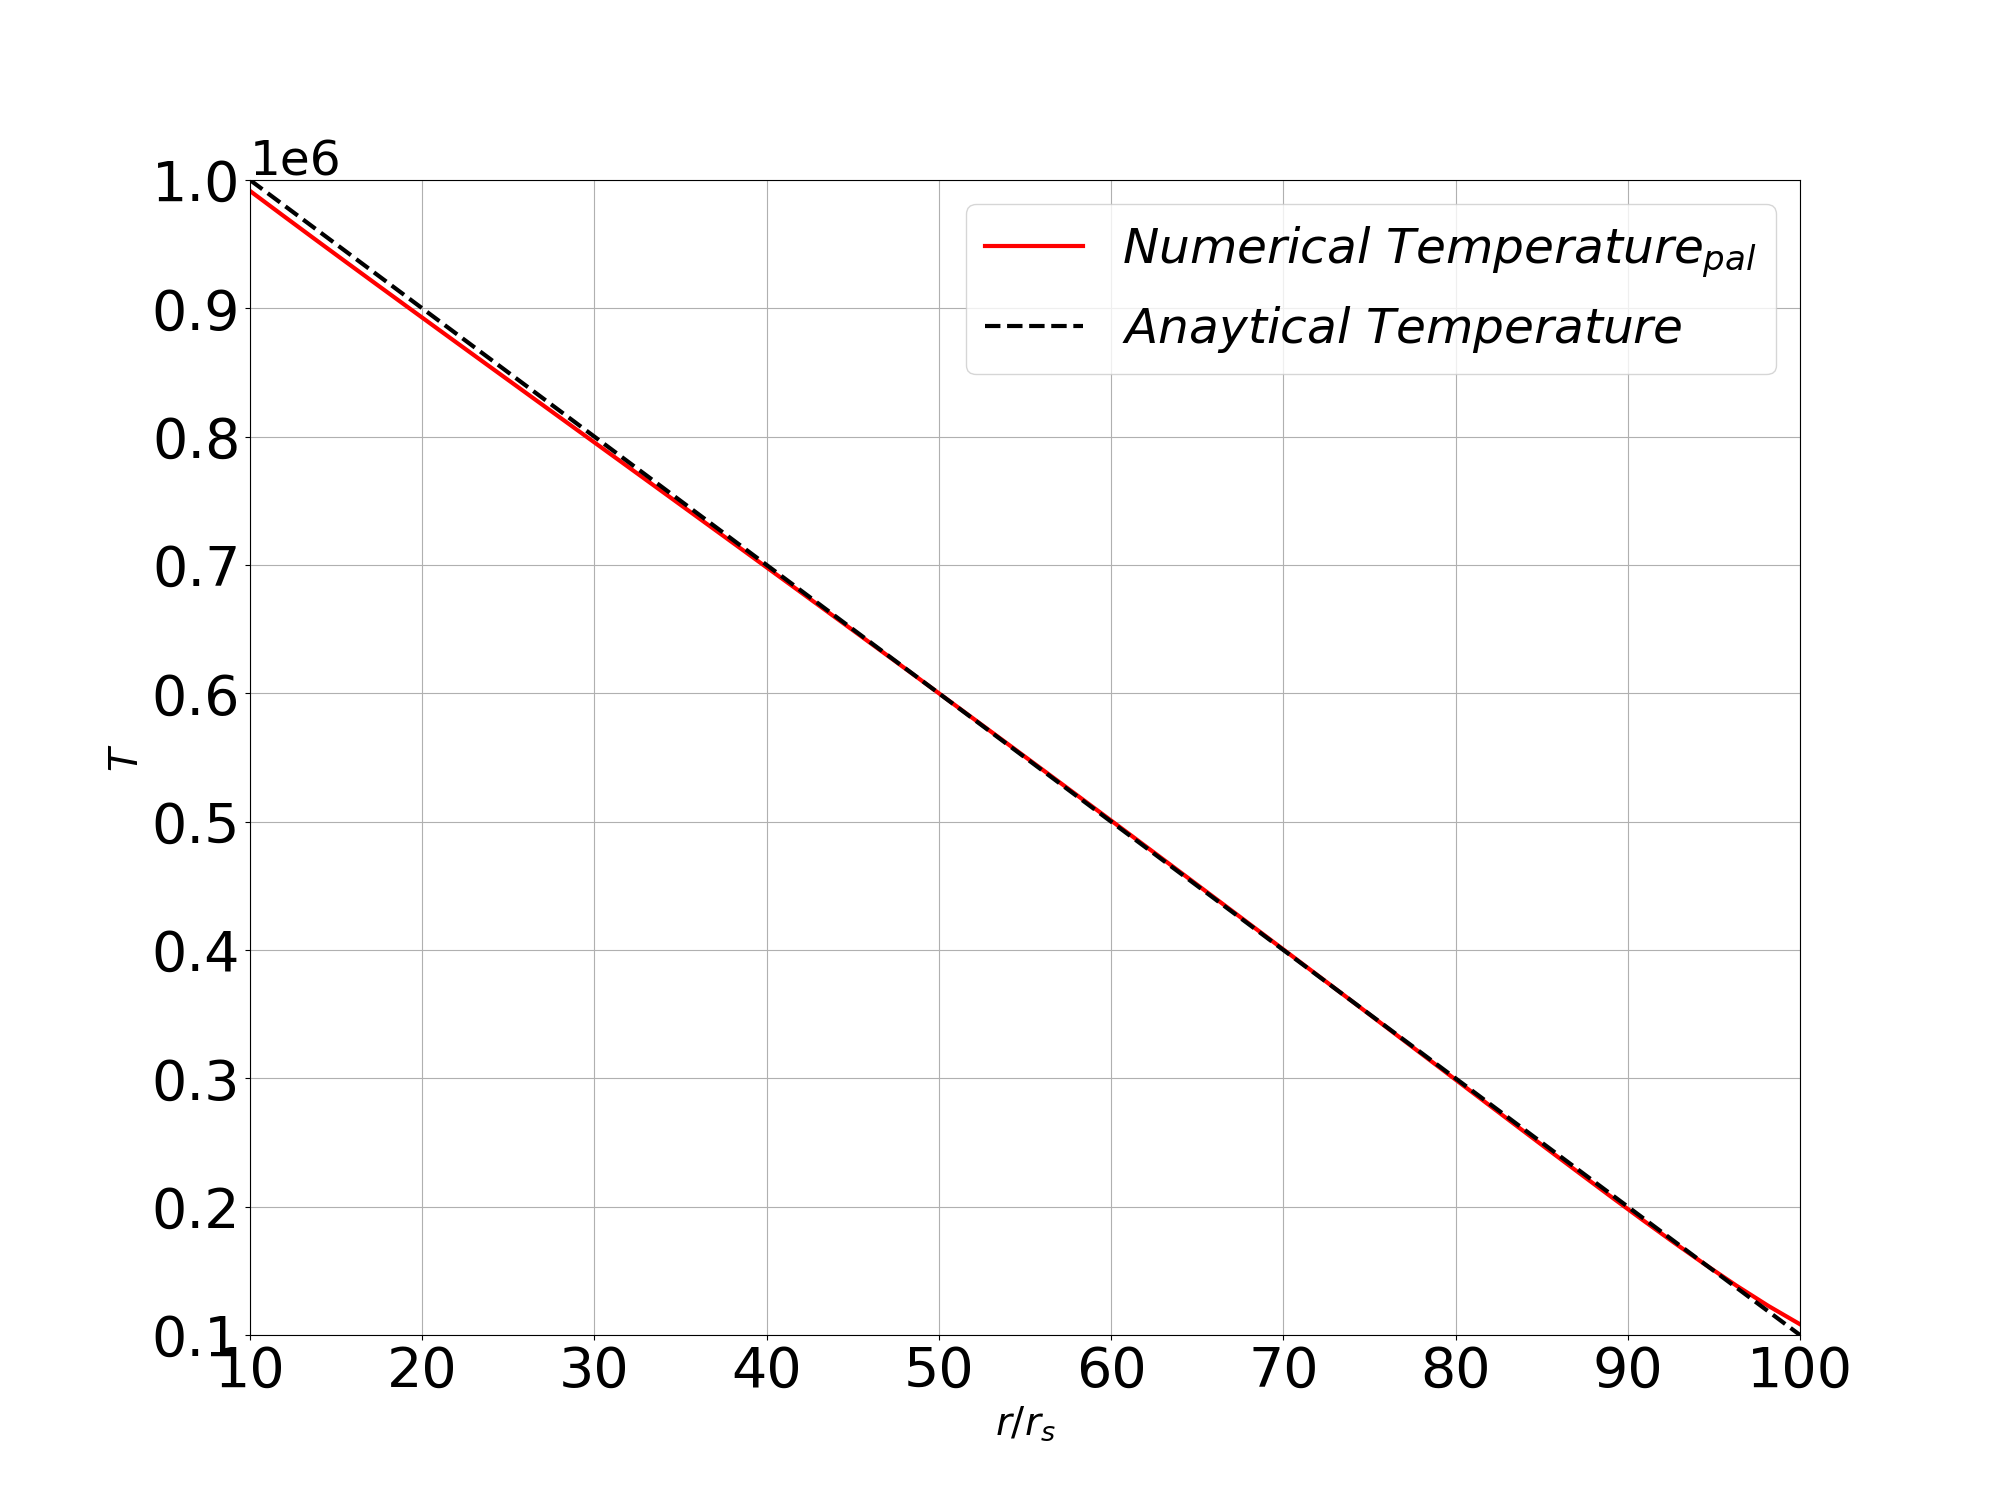 1e6
1.0
0.9
0.8
0.7
0.6
0.5
0.4
0.3
0.2
0.1
T
Numerical Temperature_pal
Anaytical Temperature
10 20 30 40 50 60 70 80 90 100
r/r_s